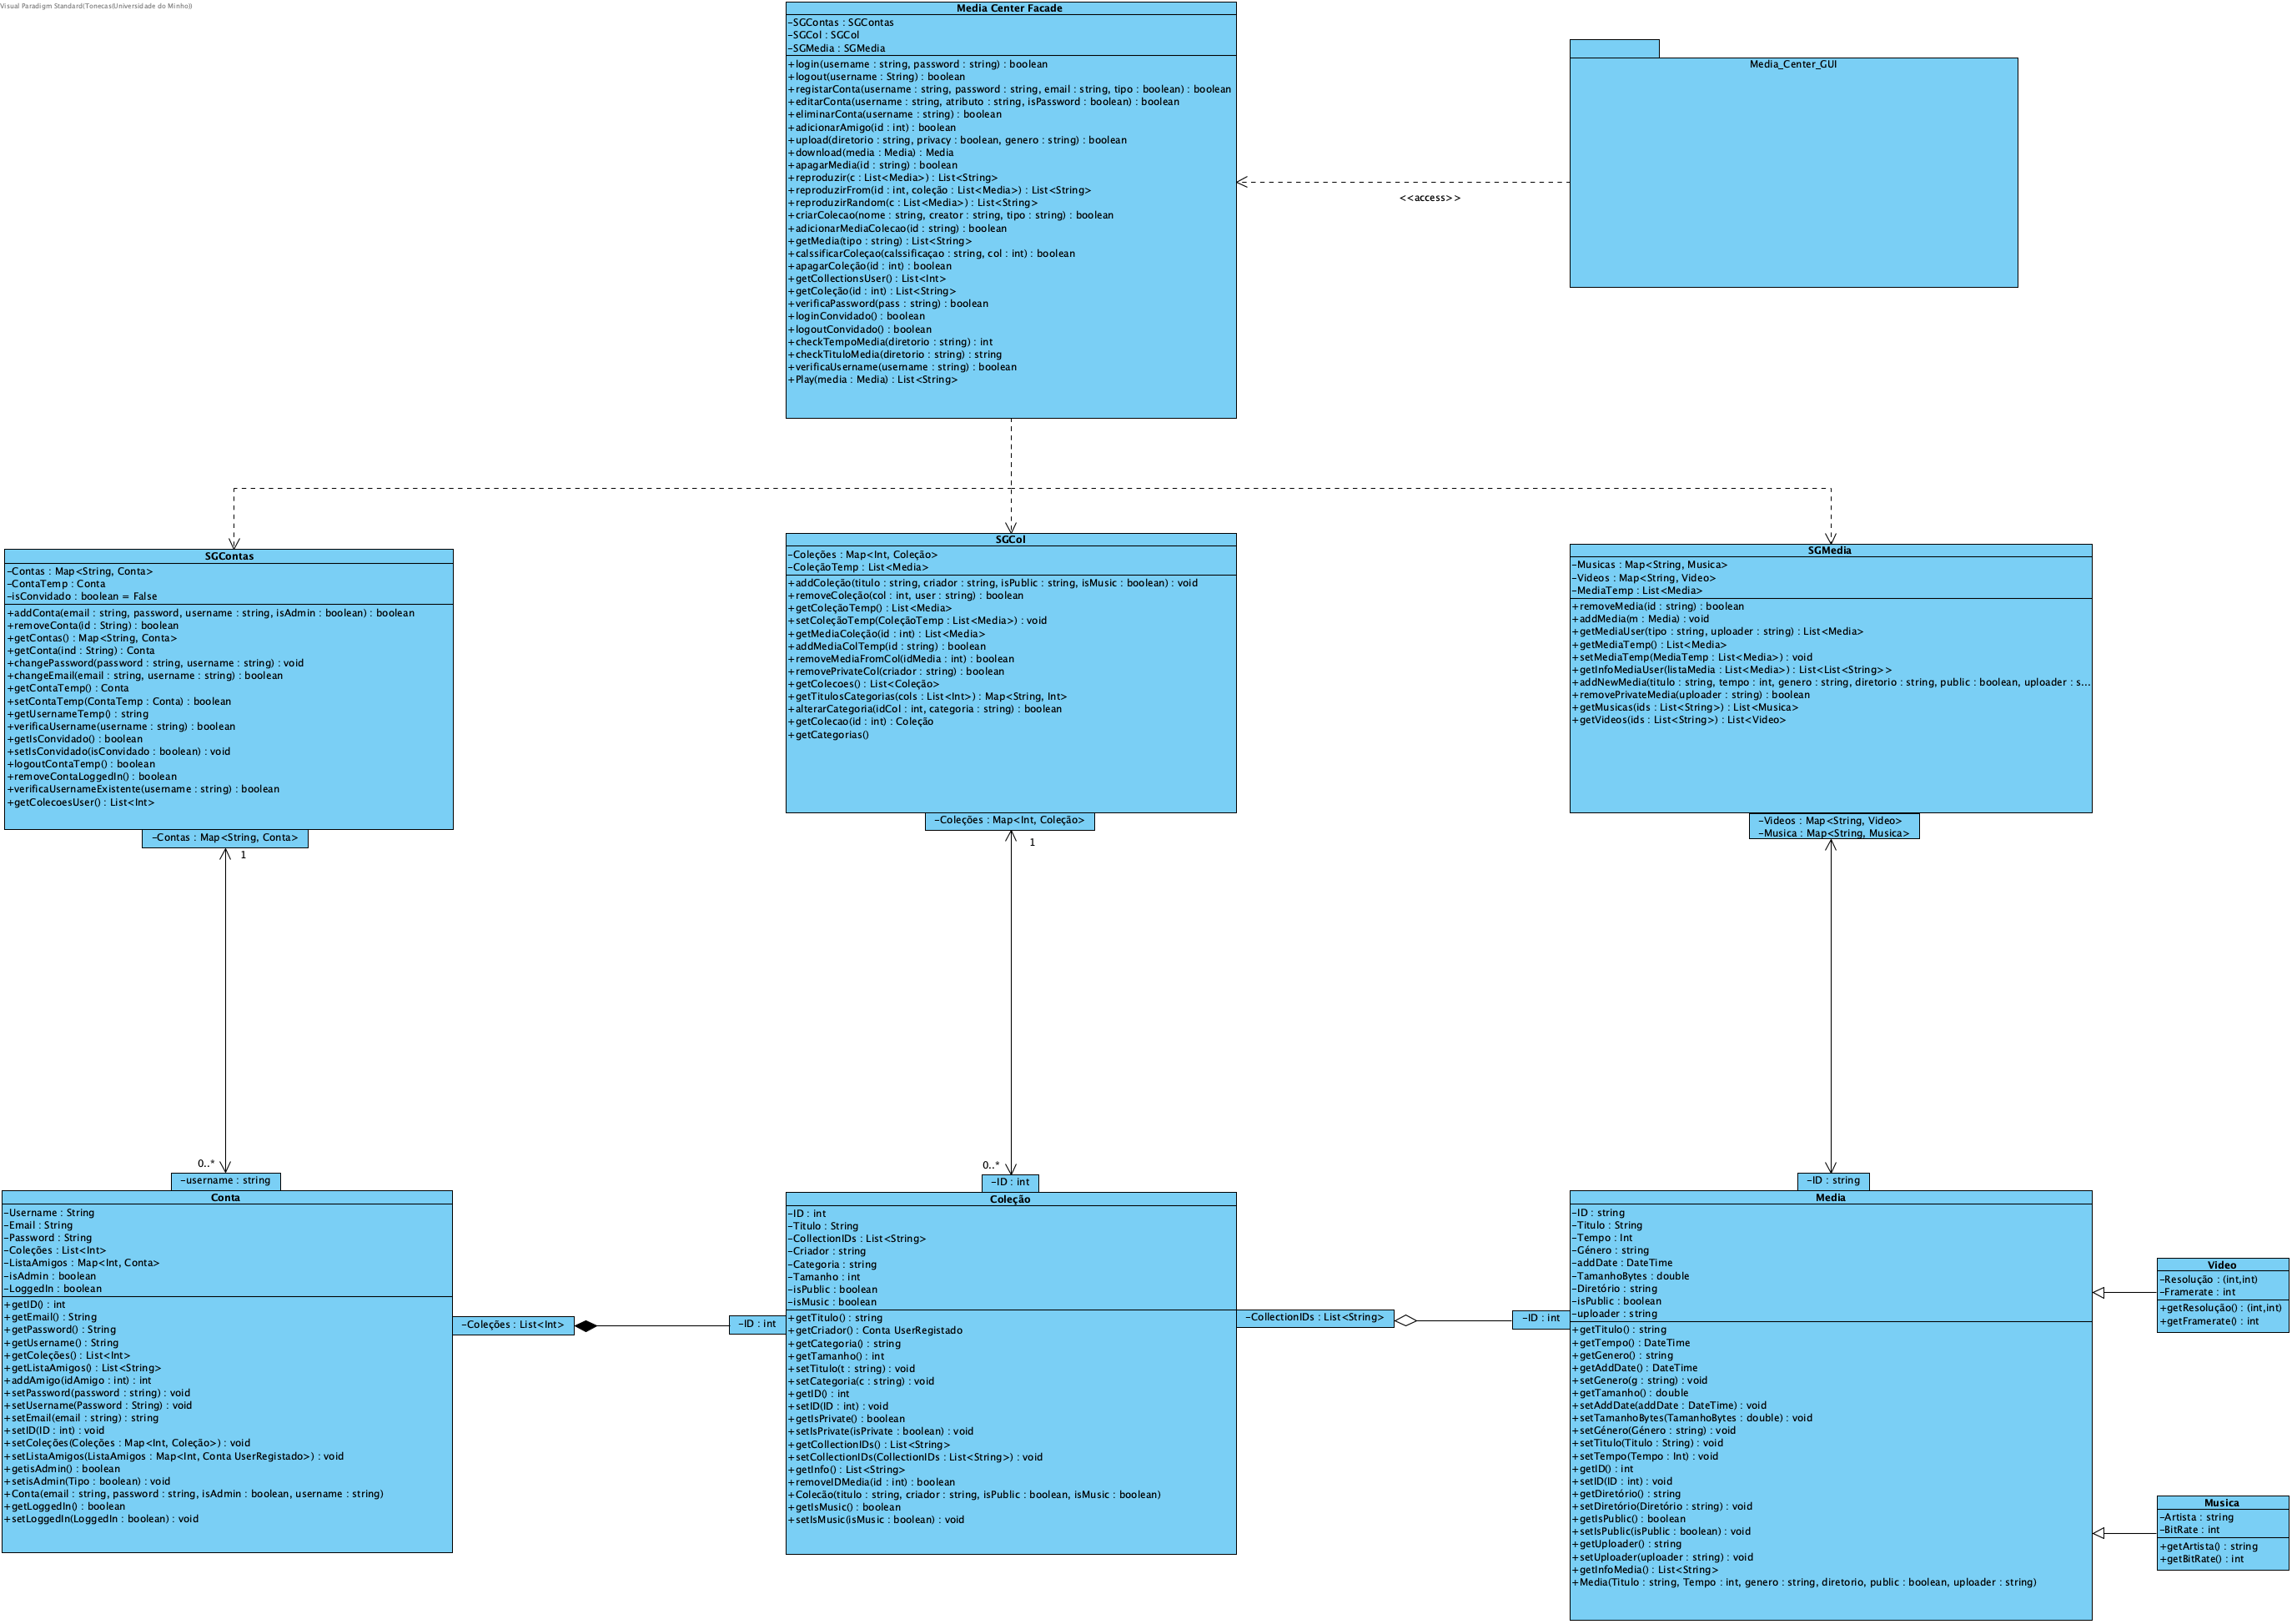 Visual Paradigm Standard(Tonecas(Universidade do Minho))
Media Center Facade
-SGContas : SGContas
-SGCol : SGCol
-SGMedia : SGMedia
+login(username : string, password : string) : boolean
+logout(username : String) : boolean
+registarConta(username : string, password : string, email : string, tipo : boolean) : boolean
+editarConta(username : string, atributo : string, isPassword : boolean) : boolean
+eliminarConta(username : string) : boolean
+adicionarAmigo(id : int) : boolean
+upload(diretorio : string, privacy : boolean, genero : string) : boolean
+download(media : Media) : Media
+apagarMedia(id : string) : boolean
+reproduzir(c : List<Media>) : List<String>
+reproduzirFrom(id : int, coleção : List<Media>) : List<String>
+reproduzirRandom(c : List<Media>) : List<String>
+criarColecao(nome : string, creator : string, tipo : string) : boolean
+adicionarMediaColecao(id : string) : boolean
+getMedia(tipo : string) : List<String>
+calssificarColeçao(calssificaçao : string, col : int) : boolean
+apagarColeção(id : int) : boolean
+getCollectionsUser() : List<Int>
+getColeção(id : int) : List<String>
+verificaPassword(pass : string) : boolean
+loginConvidado() : boolean
+logoutConvidado() : boolean
+checkTempoMedia(diretorio : string) : int
+checkTituloMedia(diretorio : string) : string
+verificaUsername(username : string) : boolean
+Play(media : Media) : List<String>
Media_Center_GUI
<<access>>
SGContas
-Contas : Map<String, Conta>
-ContaTemp : Conta
-isConvidado : boolean = False
+addConta(email : string, password, username : string, isAdmin : boolean) : boolean
+removeConta(id : String) : boolean
+getContas() : Map<String, Conta>
+getConta(ind : String) : Conta
+changePassword(password : string, username : string) : void
+changeEmail(email : string, username : string) : boolean
+getContaTemp() : Conta
+setContaTemp(ContaTemp : Conta) : boolean
+getUsernameTemp() : string
+verificaUsername(username : string) : boolean
+getIsConvidado() : boolean
+setIsConvidado(isConvidado : boolean) : void
+logoutContaTemp() : boolean
+removeContaLoggedIn() : boolean
+verificaUsernameExistente(username : string) : boolean
+getColecoesUser() : List<Int>
-Contas : Map<String, Conta>
1
0..*
SGCol
-Coleções : Map<Int, Coleção>
-ColeçãoTemp : List<Media>
+addColeção(titulo : string, criador : string, isPublic : string, isMusic : boolean) : void
+removeColeção(col : int, user : string) : boolean
+getColeçãoTemp() : List<Media>
+setColeçãoTemp(ColeçãoTemp : List<Media>) : void
+getMediaColeção(id : int) : List<Media>
+addMediaColTemp(id : string) : boolean
+removeMediaFromCol(idMedia : int) : boolean
+removePrivateCol(criador : string) : boolean
+getColecoes() : List<Coleção>
+getTitulosCategorias(cols : List<Int>) : Map<String, Int>
+alterarCategoria(idCol : int, categoria : string) : boolean
+getColecao(id : int) : Coleção
+getCategorias()
-Coleções : Map<Int, Coleção>
1
0..*
SGMedia
-Musicas : Map<String, Musica>
-Videos : Map<String, Video>
-MediaTemp : List<Media>
+removeMedia(id : string) : boolean
+addMedia(m : Media) : void
+getMediaUser(tipo : string, uploader : string) : List<Media>
+getMediaTemp() : List<Media>
+setMediaTemp(MediaTemp : List<Media>) : void
+getInfoMediaUser(listaMedia : List<Media>) : List<List<String>>
+addNewMedia(titulo : string, tempo : int, genero : string, diretorio : string, public : boolean, uploader : s...
+removePrivateMedia(uploader : string) : boolean
+getMusicas(ids : List<String>) : List<Musica>
+getVideos(ids : List<String>) : List<Video>
-Videos : Map<String, Video>
-Musica : Map<String, Musica>
-username : string
Conta
-Username : String
-Email : String
-Password : String
-Coleções : List<Int>
-ListaAmigos : Map<Int, Conta>
-isAdmin : boolean
-LoggedIn : boolean
+getID() : int
+getEmail() : String
+getPassword() : String
+getUsername() : String
+getColeções() : List<Int>
+getListaAmigos() : List<String>
+addAmigo(idAmigo : int) : int
+setPassword(password : string) : void
+setUsername(Password : String) : void
+setEmail(email : string) : string
+setID(ID : int) : void
+setColeções(Coleções : Map<Int, Coleção>) : void
+setListaAmigos(ListaAmigos : Map<Int, Conta UserRegistado>) : void
+getisAdmin() : boolean
+setisAdmin(Tipo : boolean) : void
+Conta(email : string, password : string, isAdmin : boolean, username : string)
+getLoggedIn() : boolean
+setLoggedIn(LoggedIn : boolean) : void
-Coleções : List<Int>
-ID : int
-ID : int
Coleção
-ID : int
-Titulo : String
-CollectionIDs : List<String>
-Criador : string
-Categoria : string
-Tamanho : int
-isPublic : boolean
-isMusic : boolean
+getTitulo() : string
+getCriador() : Conta UserRegistado
+getCategoria() : string
+getTamanho() : int
+setTitulo(t : string) : void
+setCategoria(c : string) : void
+getID() : int
+setID(ID : int) : void
+getIsPrivate() : boolean
+setIsPrivate(isPrivate : boolean) : void
+getCollectionIDs() : List<String>
+setCollectionIDs(CollectionIDs : List<String>) : void
+getInfo() : List<String>
+removeIDMedia(id : int) : boolean
+Colecão(titulo : string, criador : string, isPublic : boolean, isMusic : boolean)
+getIsMusic() : boolean
+setIsMusic(isMusic : boolean) : void
-CollectionIDs : List<String>
-ID : int
-ID : string
Media
-ID : string
-Titulo : String
-Tempo : Int
-Género : string
-addDate : DateTime
-TamanhoBytes : double
-Diretório : string
-isPublic : boolean
-uploader : string
+getTitulo() : string
+getTempo() : DateTime
+getGenero() : string
+getAddDate() : DateTime
+setGenero(g : string) : void
+getTamanho() : double
+setAddDate(addDate : DateTime) : void
+setTamanhoBytes(TamanhoBytes : double) : void
+setGénero(Género : string) : void
+setTitulo(Titulo : String) : void
+setTempo(Tempo : Int) : void
+getID() : int
+setID(ID : int) : void
+getDiretório() : string
+setDiretório(Diretório : string) : void
+getIsPublic() : boolean
+setIsPublic(isPublic : boolean) : void
+getUploader() : string
+setUploader(uploader : string) : void
+getInfoMedia() : List<String>
+Media(Titulo : string, Tempo : int, genero : string, diretorio, public : boolean, uploader : string)
Video
-Resolução : (int,int)
-Framerate : int
+getResolução() : (int,int)
+getFramerate() : int
Musica
-Artista : string
-BitRate : int
+getArtista() : string
+getBitRate() : int